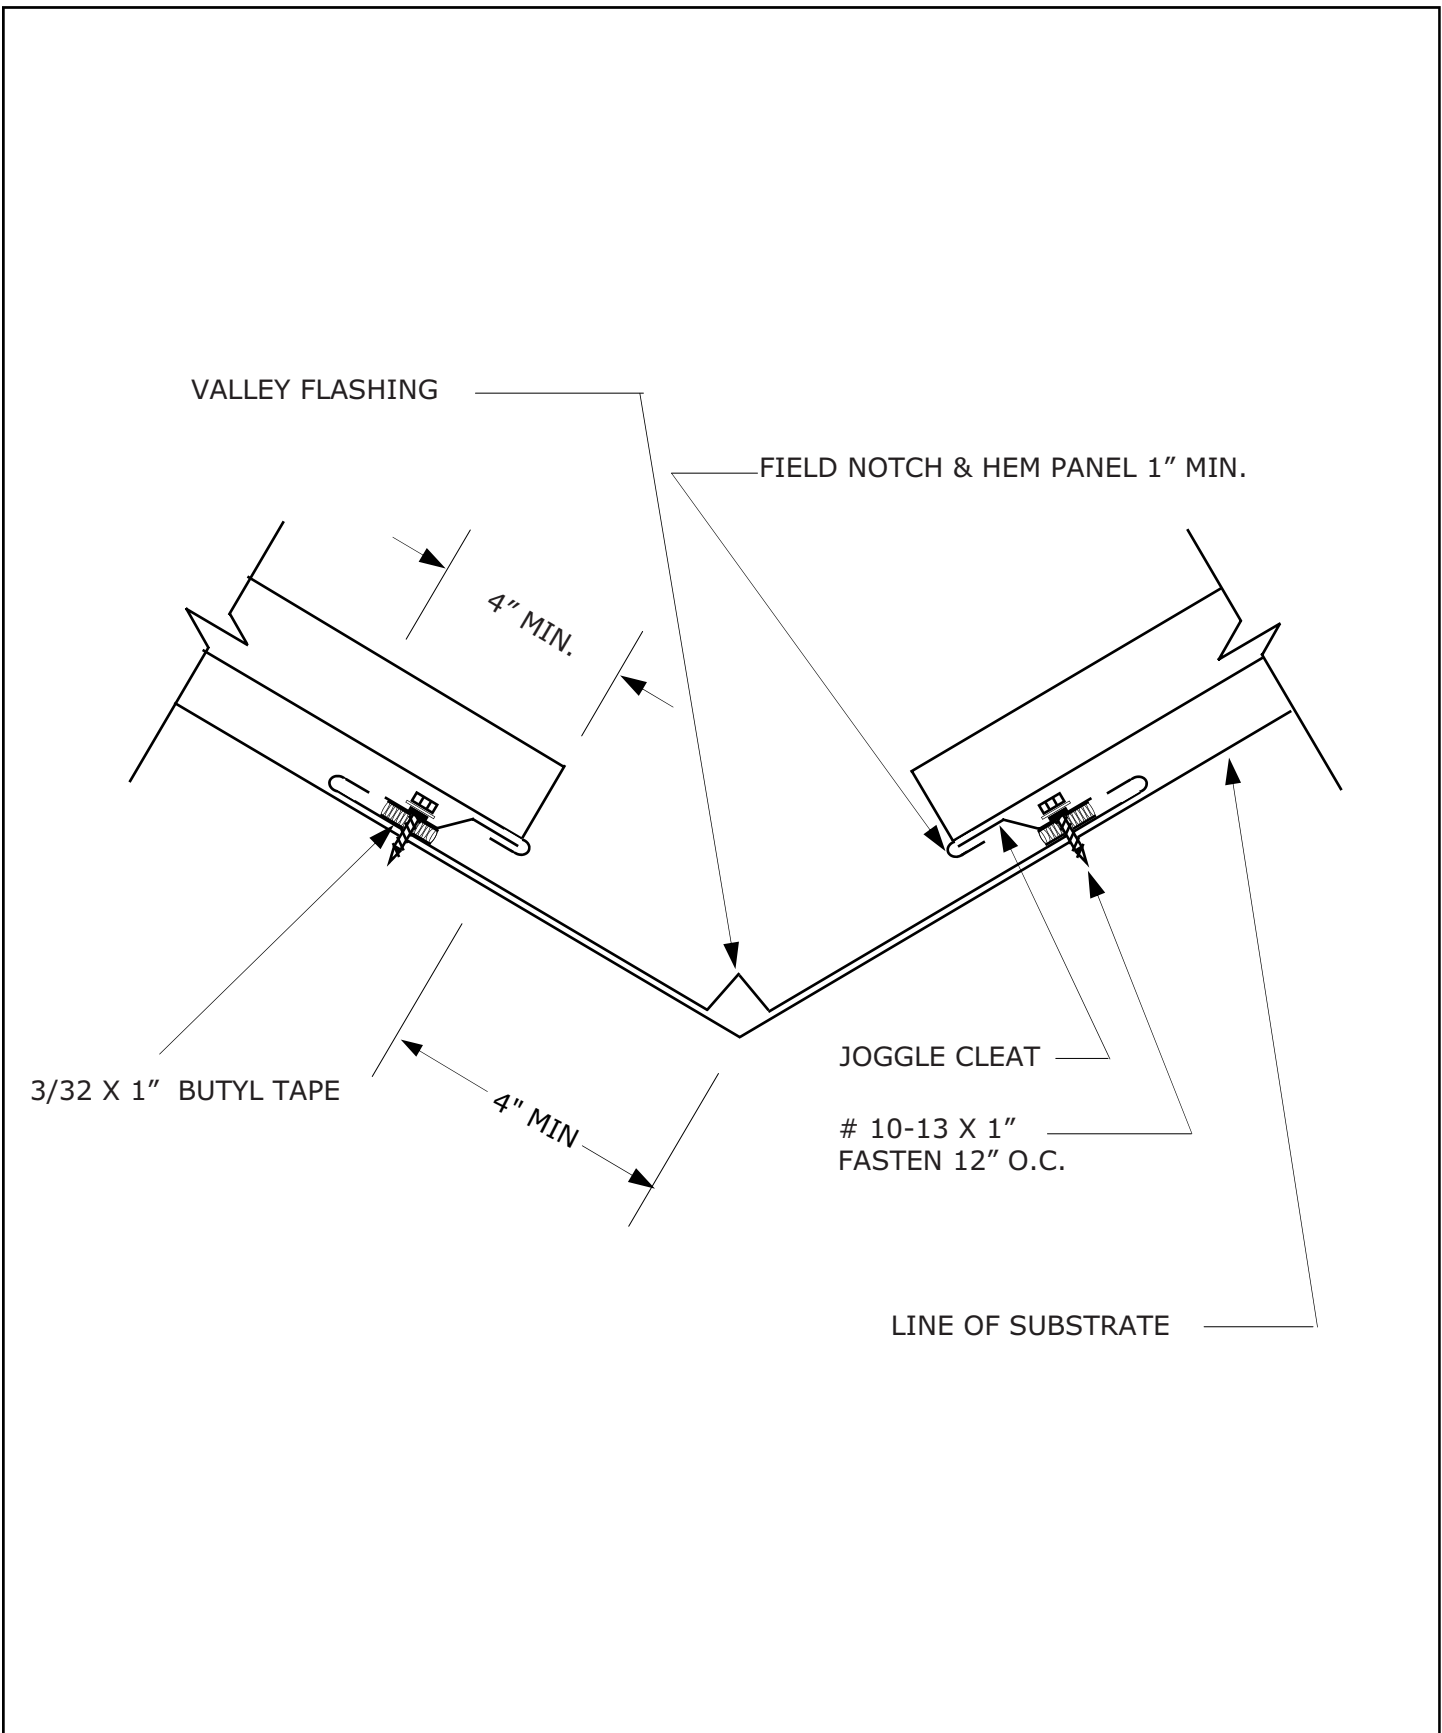 VALLEY FLASHING
FIELD NOTCH & HEM PANEL 1” MIN.
4” MIN.
JOGGLE CLEAT
3/32 X 1”  BUTYL TAPE
4" MIN
# 10-13 X 1”
FASTEN 12” O.C.
LINE OF SUBSTRATE